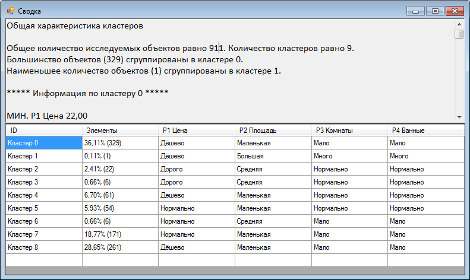 Сводка
Общая характеристика кластеров
Общее количество исследуемых объектов равно 911. Количество кластеров равно 9.
Большинство объектов (329) сгруппированы в кластере 0.
Наименьшее количество объектов (1) сгруппированы в кластере 1.
***** Информация по кластеру 0 *****
МИН. P1 Цена 22,00
ID Элементы P1 Цена P2 Площадь P3 Комнаты P4 Ванные
Кластер 0 36,11% (329) Дешево Маленькая Мало Мало
Кластер 1 0,11% (1) Дешево Большая Много Много
Кластер 2 2,41% (22) Дорого Средняя Нормально Нормально
Кластер 3 0,66% (6) Дорого Средняя Мало Нормально
Кластер 4 6,70% (61) Дешево Маленькая Нормально Нормально
Кластер 5 5,93% (54) Нормально Маленькая Нормально Нормально
Кластер 6 0,66% (6) Нормально Средняя Мало Мало
Кластер 7 18,77% (171) Нормально Маленькая Мало Мало
Кластер 8 28,65% (261) Дешево Маленькая Мало Нормально